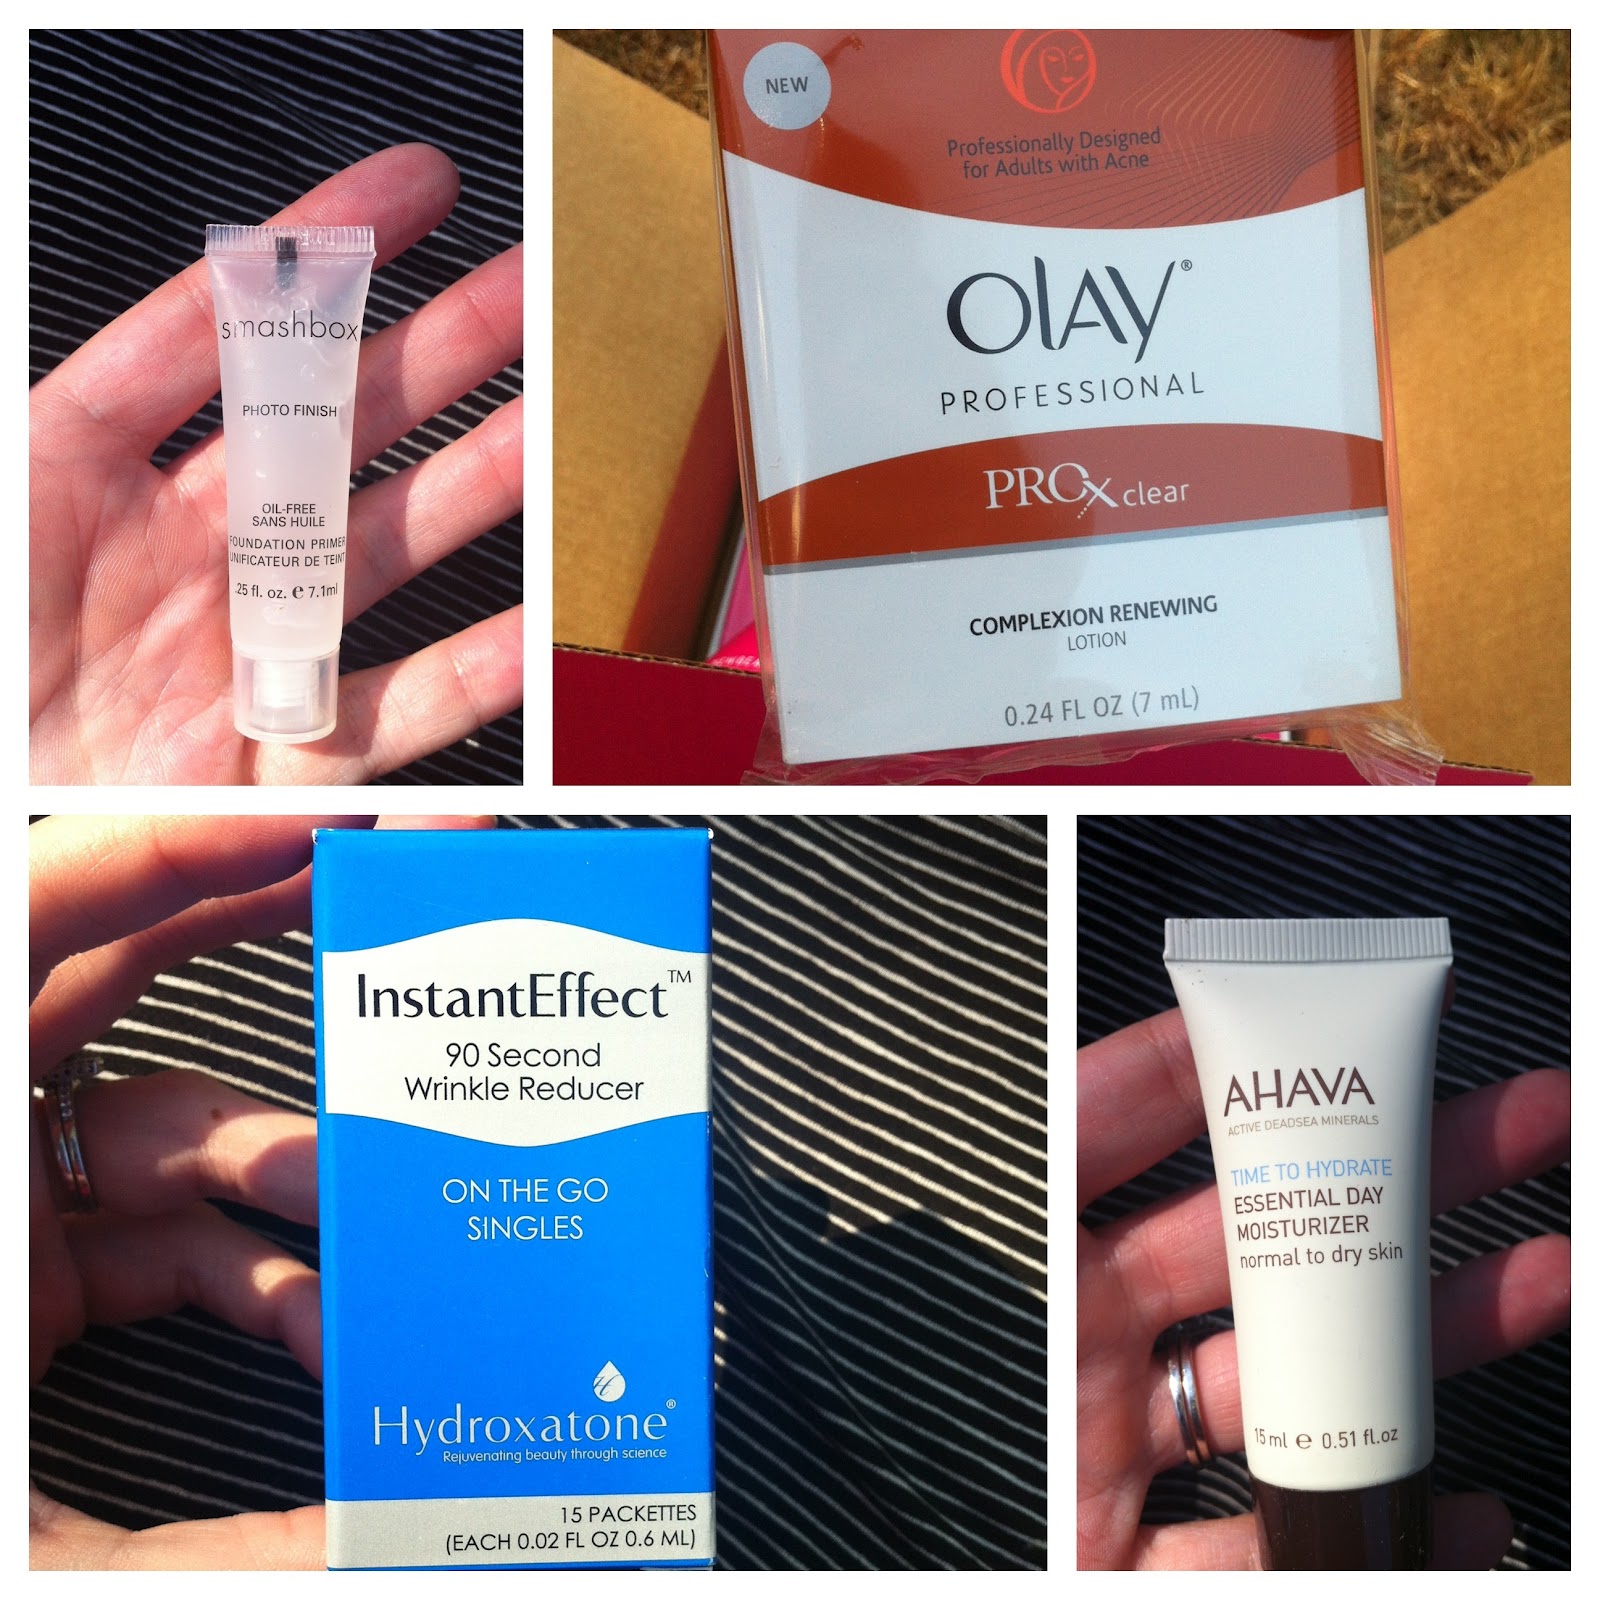 smashbox
PHOTO FINISH
OIL-FREE
SANS HUILE
FOUNDATION PRIMER
UNIFICATEUR DE TEINT
.25 fl. oz. e 7.1ml
NEW
Professionally Designed
for Adults with Acne
OLAY®
PROFESSIONAL
PROx clear
COMPLEXION RENEWING
LOTION
0.24 FL OZ (7 mL)
InstantEffect™
90 Second
Wrinkle Reducer
ON THE GO
SINGLES
Hydroxatone®
Rejuvenating beauty through science
15 PACKETTES
(EACH 0.02 FL OZ 0.6 ML)
AHAVA
ACTIVE DEADSEA MINERALS
TIME TO HYDRATE
ESSENTIAL DAY
MOISTURIZER
normal to dry skin
15 ml e 0.51 fl.oz